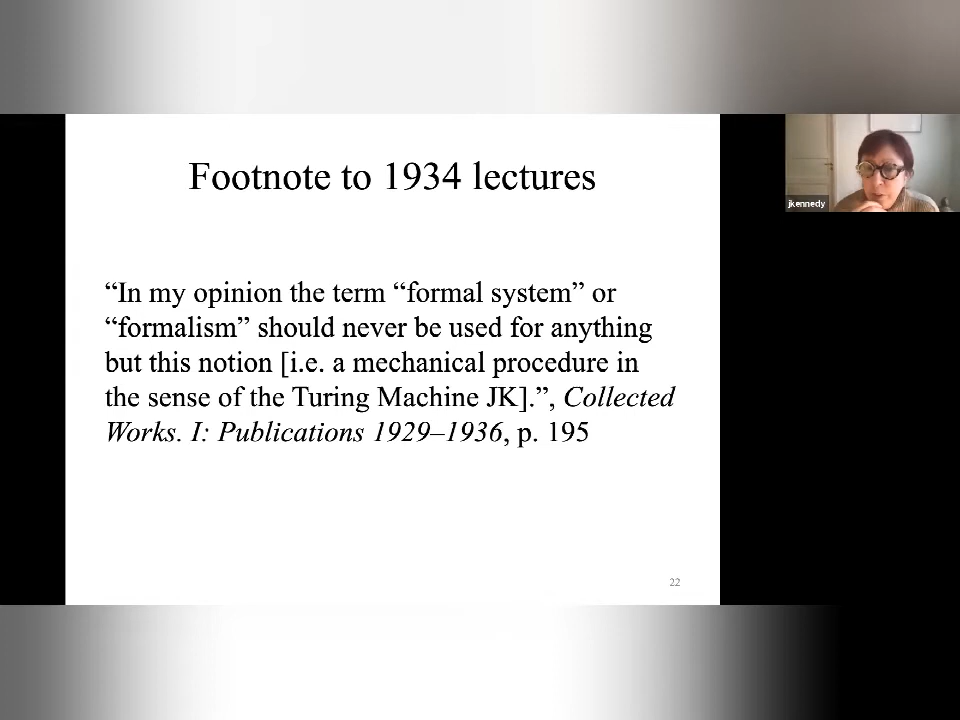 Footnote to 1934 lectures
“In my opinion the term “formal system” or
“formalism” should never be used for anything
but this notion [i.e. a mechanical procedure in
the sense of the Turing Machine JK].”, Collected
Works. I: Publications 1929–1936, p. 195
22
jkennedy